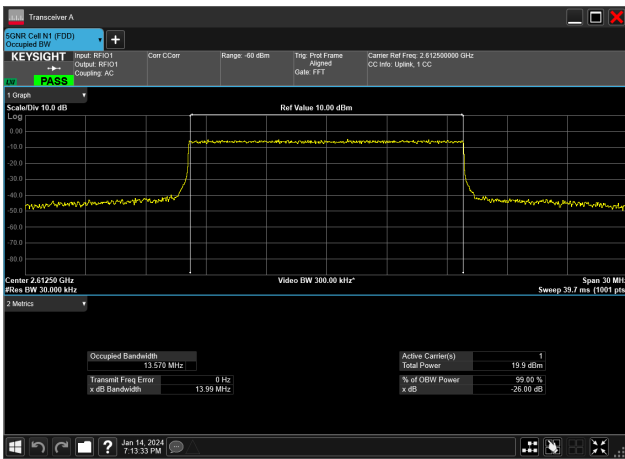 Transceiver A
5GNR Cell N1 (FDD)
Occupied BW
KEYSIGHT
LXI
PASS
Input: RFIO1
Output: RFIO1
Coupling: AC
Corr CCorr
Range: -60 dBm
Trig: Prot Frame
Aligned
Gate: FFT
Carrier Ref Freq: 2.612500000 GHz
CC Info: Uplink, 1 CC
1 Graph
Scale/Div 10.0 dB
Ref Value 10.00 dBm
Log
0.00
-10.0
-20.0
-30.0
-40.0
-50.0
-60.0
-70.0
-80.0
Center 2.61250 GHz
Video BW 300.00 kHz*
Span 30 MHz
#Res BW 30.000 kHz
Sweep 39.7 ms (1001 pts
2 Metrics
Occupied Bandwidth
13.570 MHz
Active Carrier(s) 1
Total Power 19.9 dBm
Transmit Freq Error 0 Hz
x dB Bandwidth 13.99 MHz
% of OBW Power 99.00 %
x dB -26.00 dB
?
Jan 14, 2024
7:13:33 PM